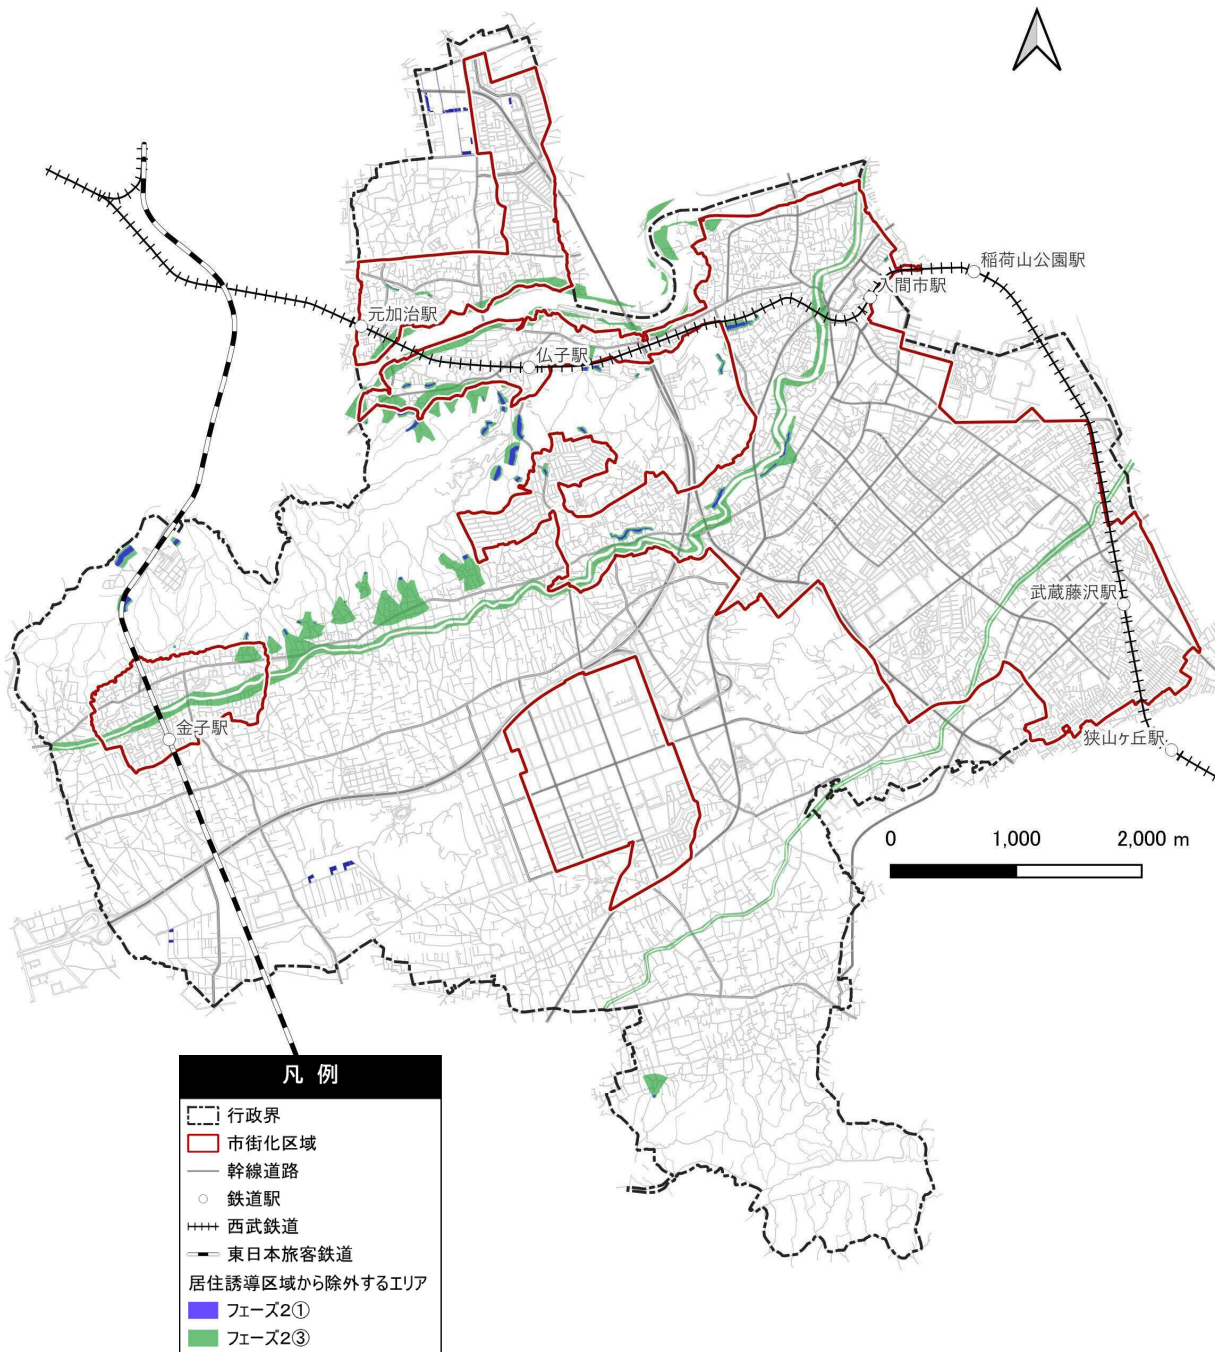 稲荷山公園駅
入間市駅
元加治駅
仏子駅
武蔵藤沢駅
金子駅
狭山ヶ丘駅
0 1,000 2,000 m
凡 例
行政界
市街化区域
幹線道路
鉄道駅
西武鉄道
東日本旅客鉄道
居住誘導区域から除外するエリア
フェーズ2①
フェーズ2③